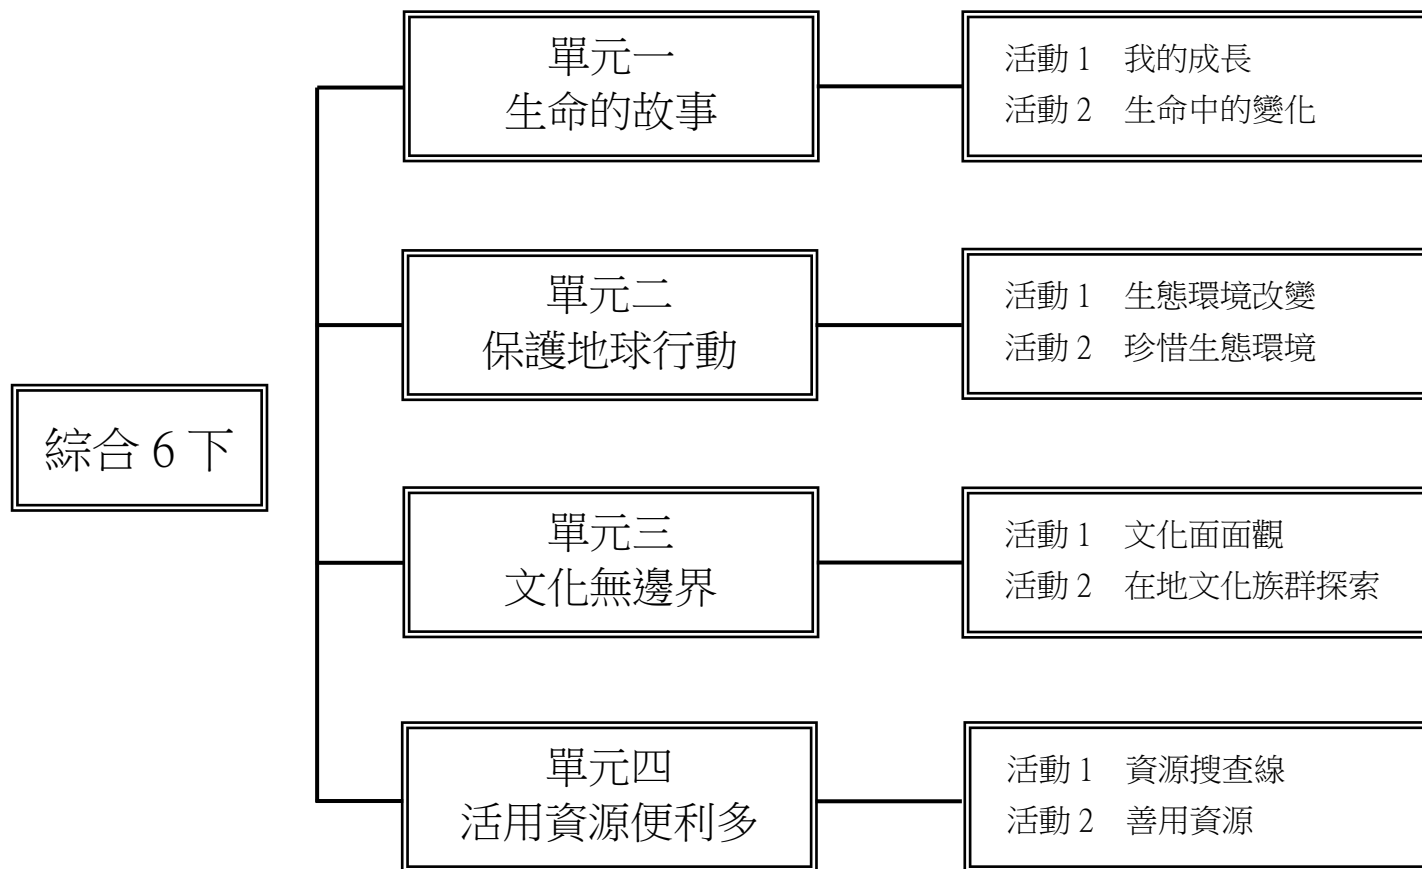 綜合 6 下
單元一
生命的故事
活動 1　我的成長
活動 2　生命中的變化
單元二
保護地球行動
活動 1　生態環境改變
活動 2　珍惜生態環境
單元三
文化無邊界
活動 1　文化面面觀
活動 2　在地文化族群探索
單元四
活用資源便利多
活動 1　資源搜查線
活動 2　善用資源